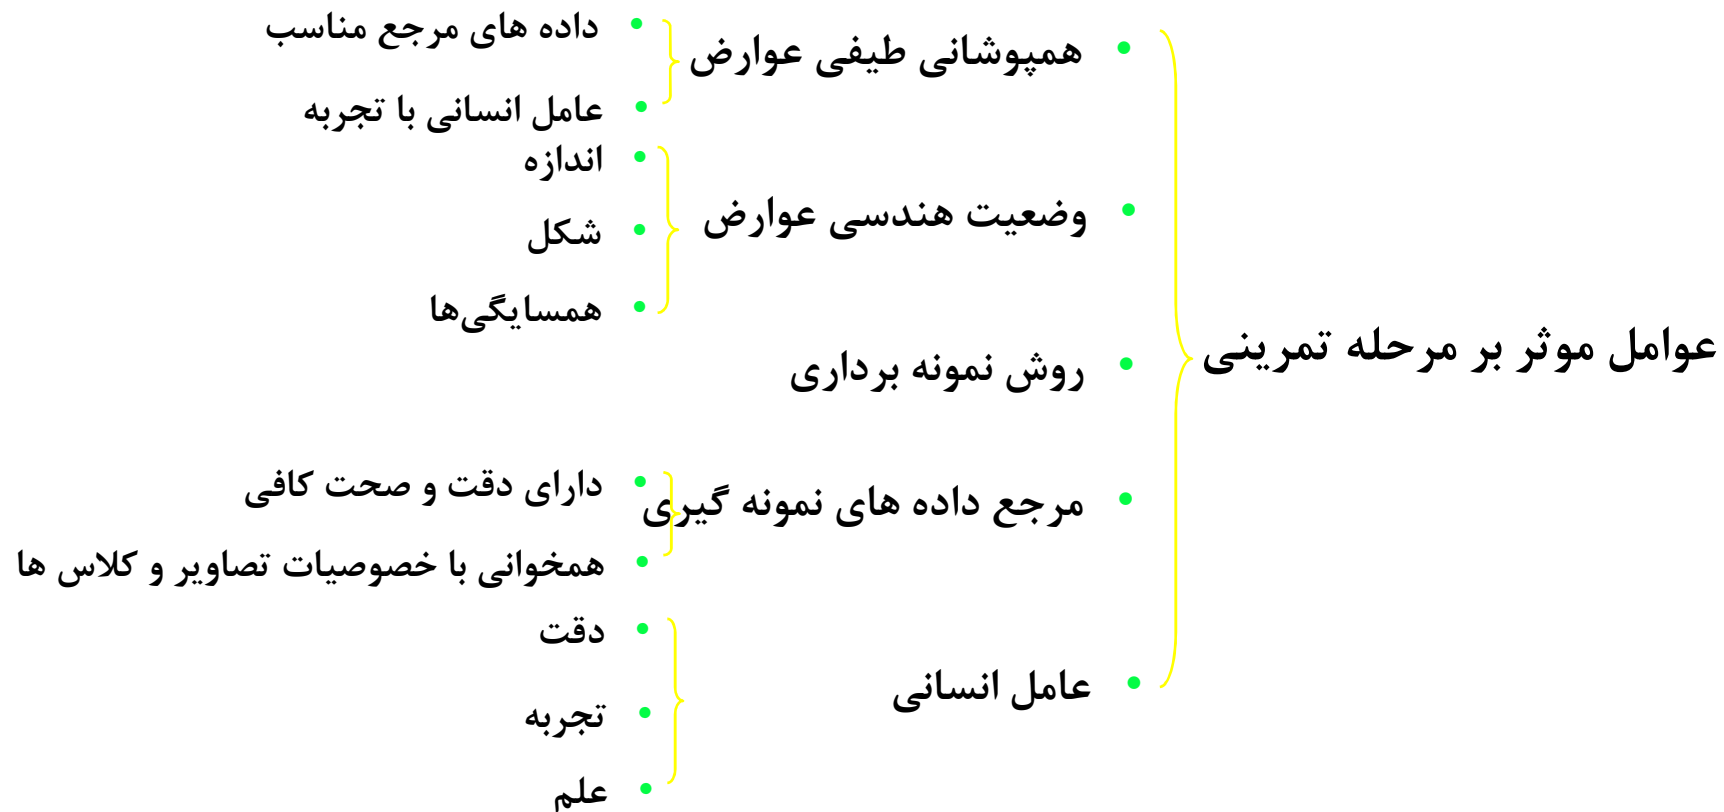 عوامل موثر بر مرحله تمرینی
• همپوشانی طیفی عوارض
• داده های مرجع مناسب
• عامل انسانی با تجربه
• وضعیت هندسی عوارض
• اندازه
• شکل
• همسایگی‌ها
• روش نمونه برداری
• مرجع داده های نمونه گیری
• دارای دقت و صحت کافی
• همخوانی با خصوصیات تصاویر و کلاس ها
• عامل انسانی
• دقت
• تجربه
• علم